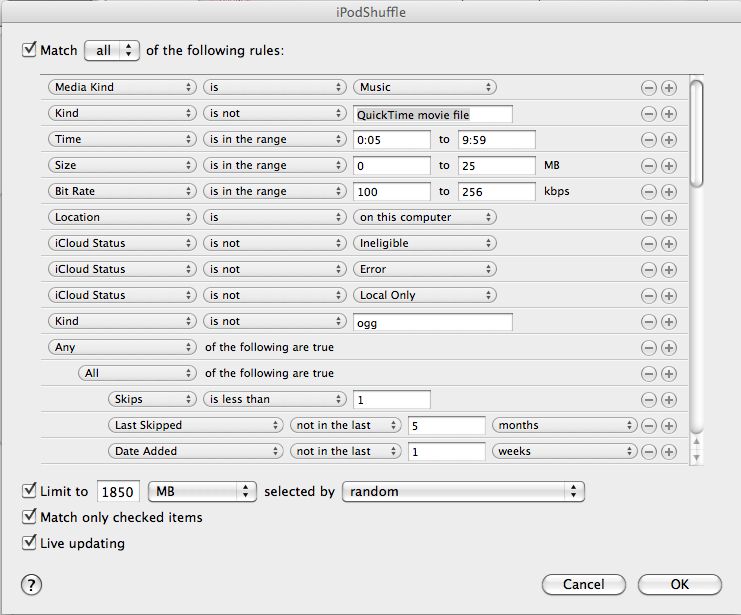 iPodShuffle
Match all of the following rules:
Media Kind is Music
Kind is not QuickTime movie file
Time is in the range 0:05 to 9:59
Size is in the range 0 to 25 MB
Bit Rate is in the range 100 to 256 kbps
Location is on this computer
iCloud Status is not Ineligible
iCloud Status is not Error
iCloud Status is not Local Only
Kind is not ogg
Any of the following are true
All of the following are true
Skips is less than 1
Last Skipped not in the last 5 months
Date Added not in the last 1 weeks
Limit to 1850 MB selected by random
Match only checked items
Live updating
? Cancel OK